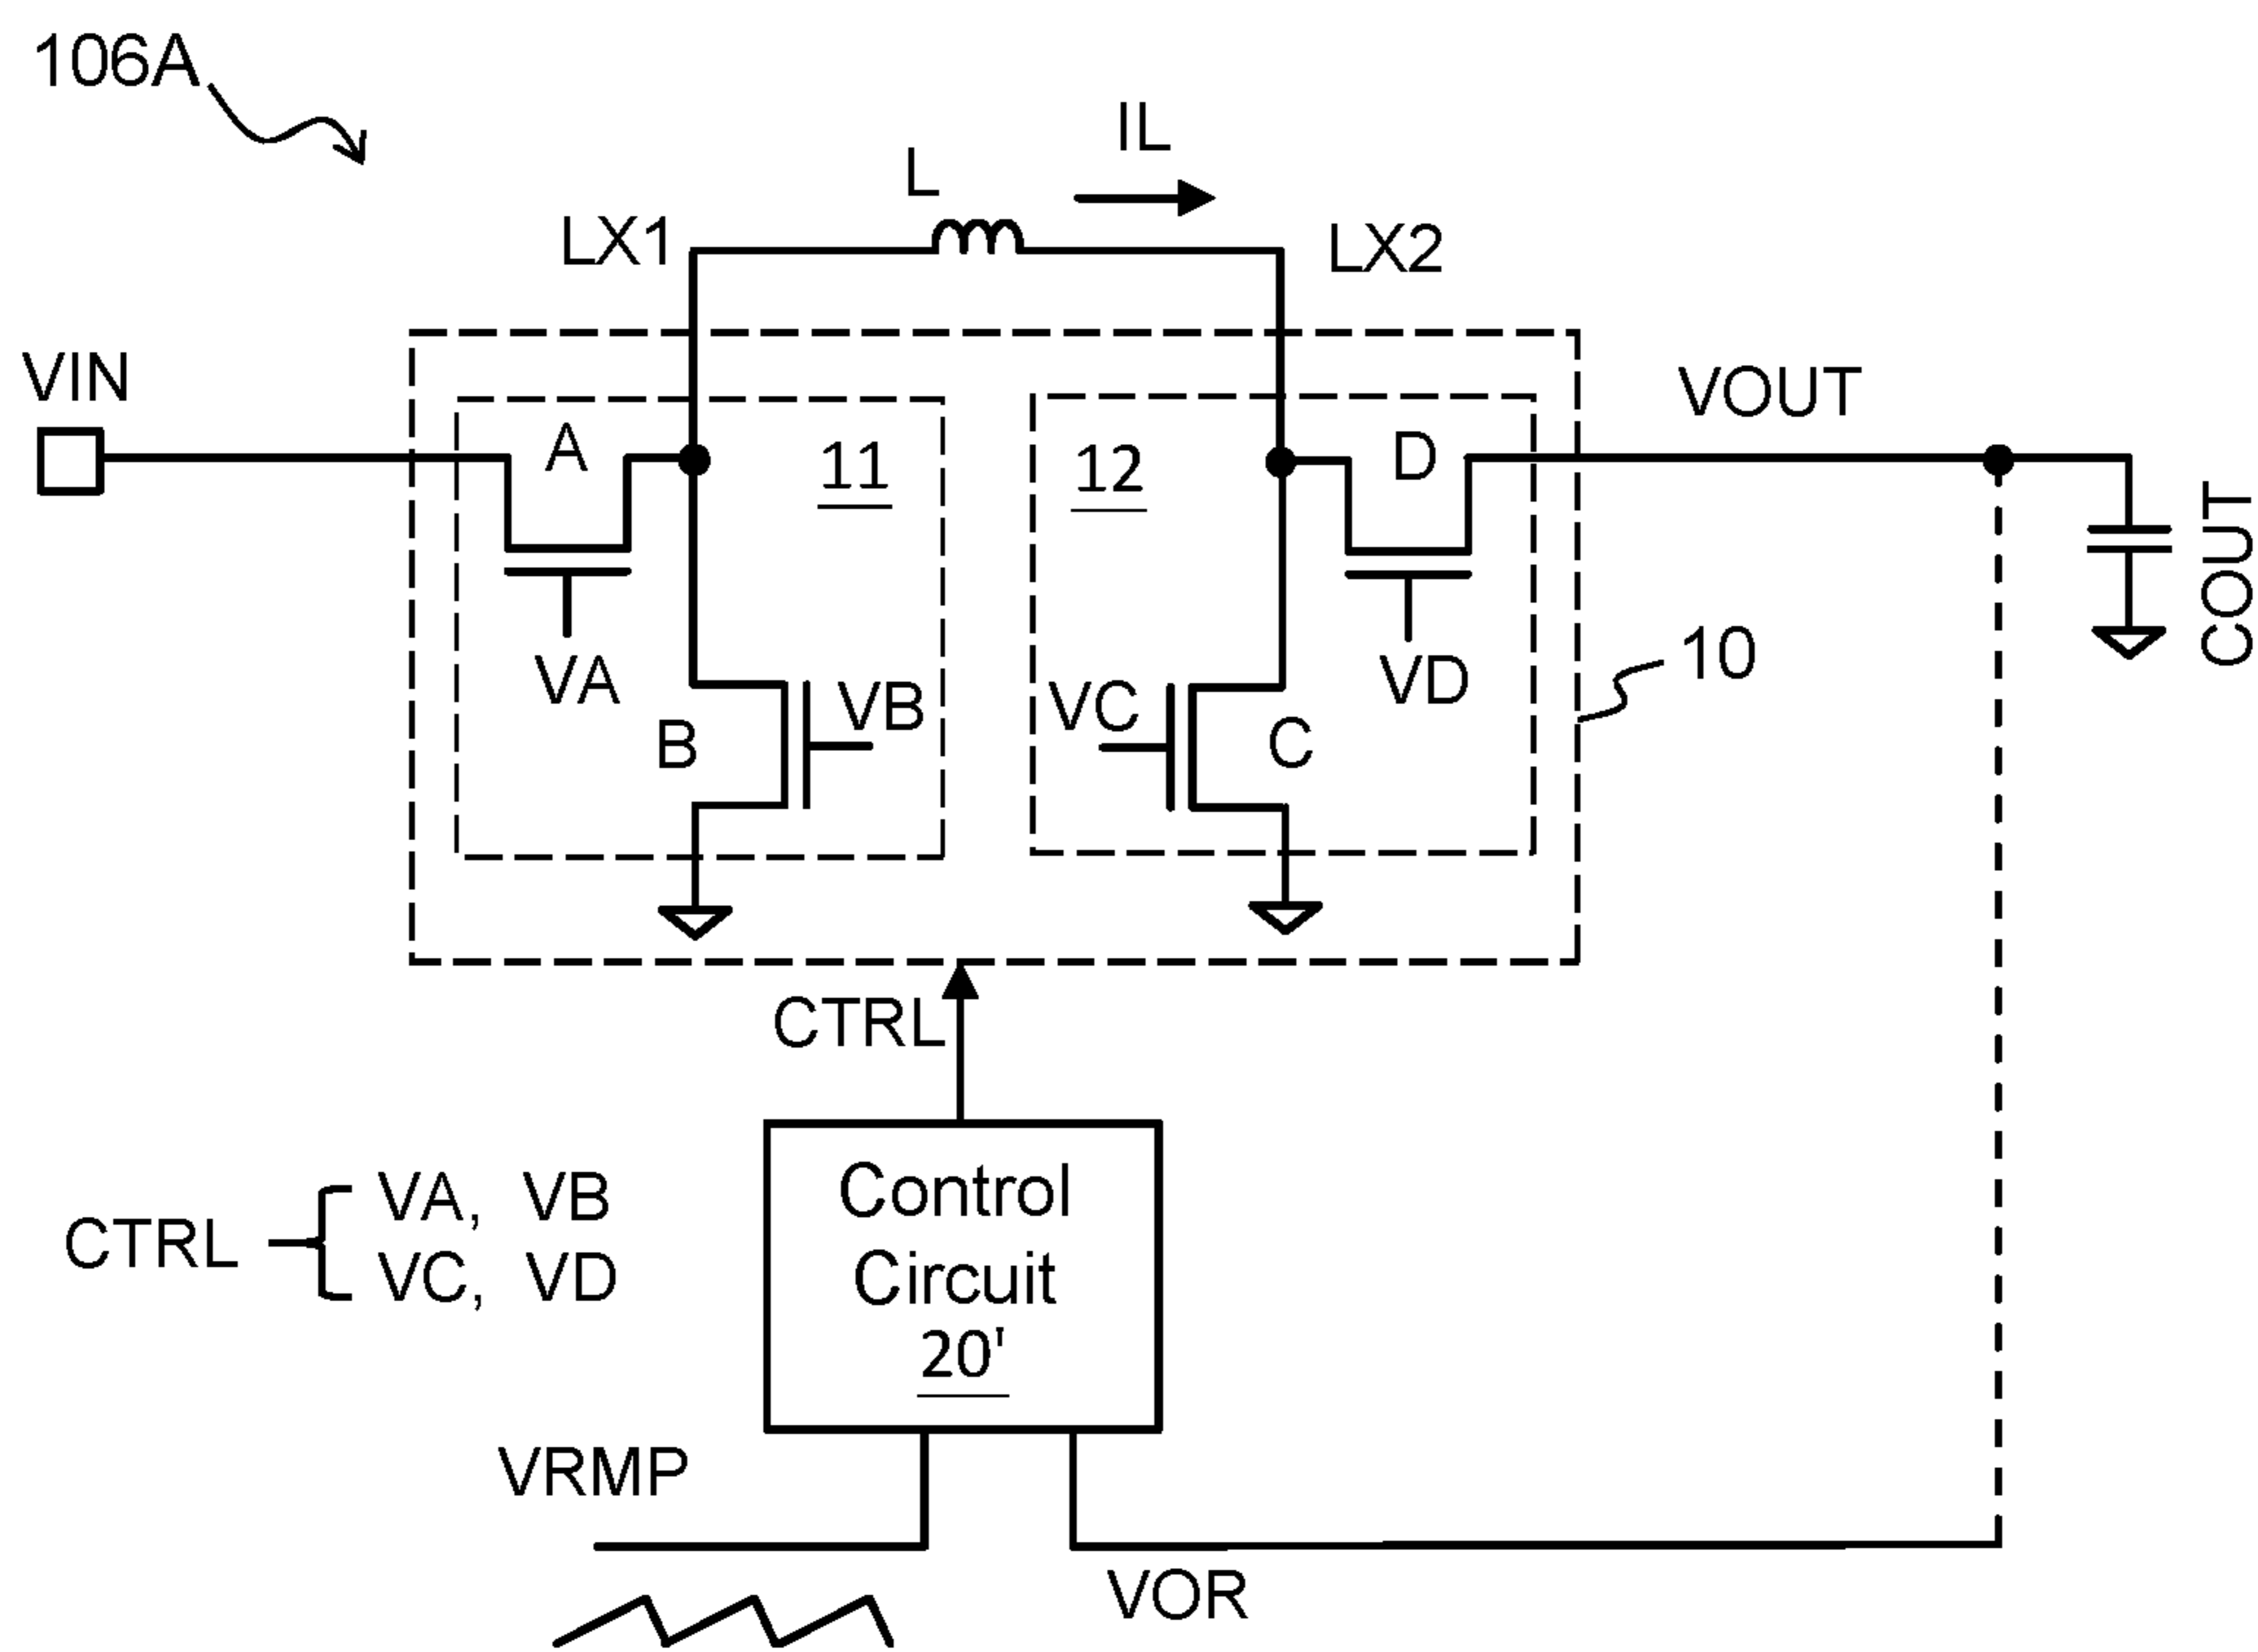 106A
IL
L
LX1
LX2
VIN
VOUT
A
11
12
D
COUT
VA
VB
VC
VD
10
B
C
CTRL
Control
Circuit
20'
CTRL
VA, VB
VC, VD
VRMP
VOR